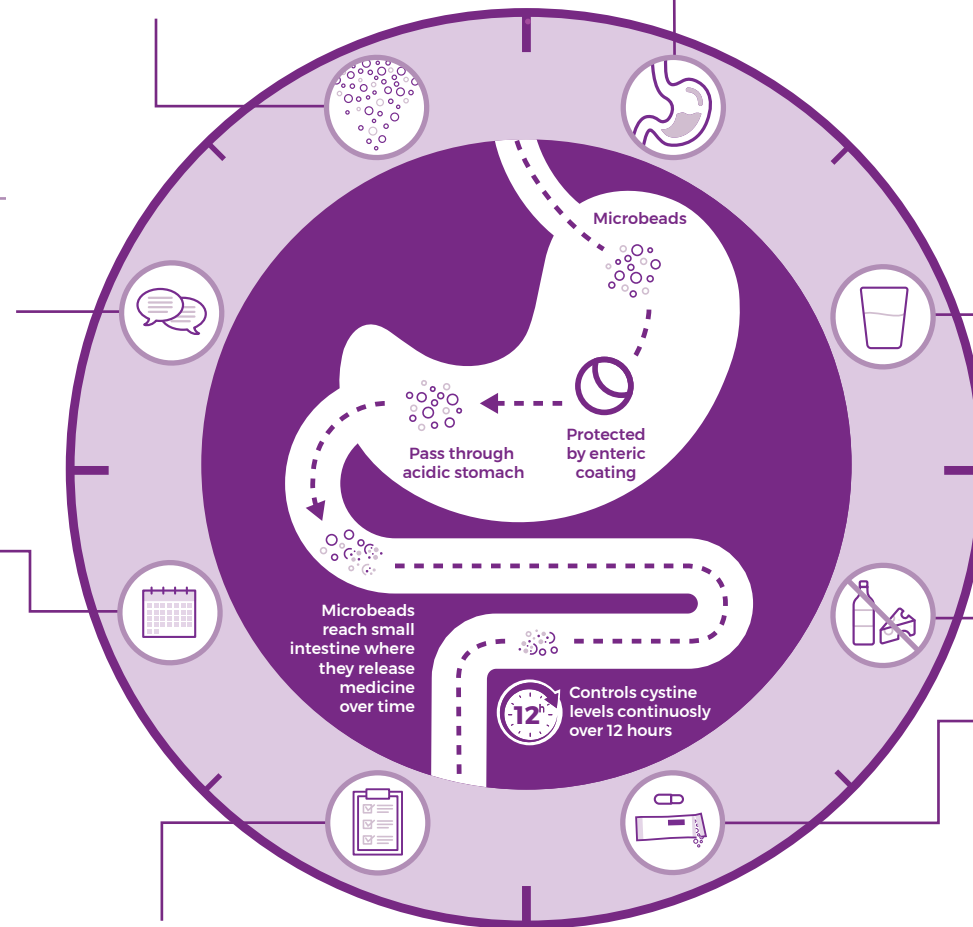 Microbeads
Protected
by enteric
coating
Pass through
acidic stomach
Microbeads
reach small
intestine where
they release
medicine
over time
12h
Controls cystine
levels continuosly
over 12 hours